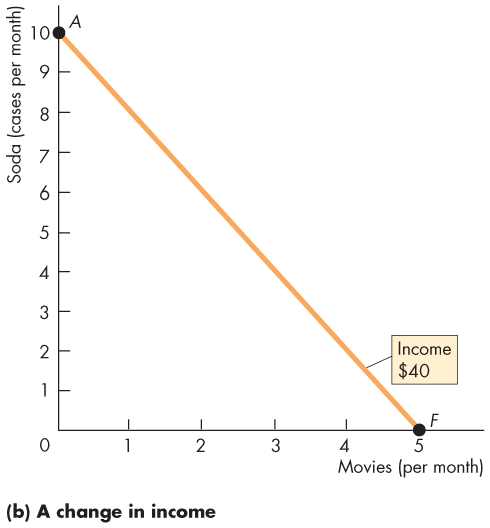 Soda (cases per month)
10
A
9
8
7
6
5
4
3
2
1
Income
$40
F
0
1
2
3
4
5
Movies (per month)
(b) A change in income